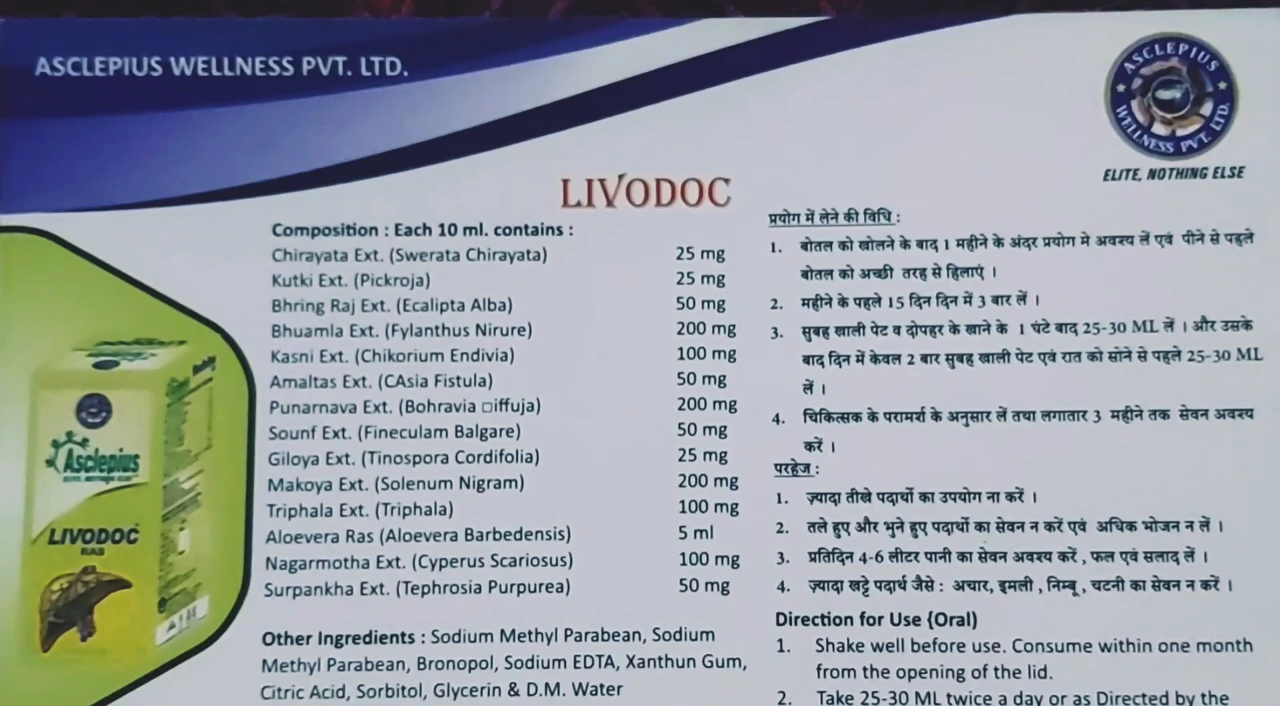 ASCLEPIUS WELLNESS PVT. LTD.
ASCLEPIUS
WELLNESS PVT. LTD.
ELITE, NOTHING ELSE
LIVODOC
Composition : Each 10 ml. contains :
Chirayata Ext. (Swerata Chirayata) 25 mg
Kutki Ext. (Pickroja) 25 mg
Bhring Raj Ext. (Ecalipta Alba) 50 mg
Bhuamla Ext. (Fylanthus Nirure) 200 mg
Kasni Ext. (Chikorium Endivia) 100 mg
Amaltas Ext. (CAsia Fistula) 50 mg
Punarnava Ext. (Bohravia □iffuja) 200 mg
Sounf Ext. (Fineculam Balgare) 50 mg
Giloya Ext. (Tinospora Cordifolia) 25 mg
Makoya Ext. (Solenum Nigram) 200 mg
Triphala Ext. (Triphala) 100 mg
Aloevera Ras (Aloevera Barbedensis) 5 ml
Nagarmotha Ext. (Cyperus Scariosus) 100 mg
Surpankha Ext. (Tephrosia Purpurea) 50 mg
Other Ingredients : Sodium Methyl Parabean, Sodium
Methyl Parabean, Bronopol, Sodium EDTA, Xanthun Gum,
Citric Acid, Sorbitol, Glycerin & D.M. Water
प्रयोग में लेने की विधि :
1. बोतल को खोलने के बाद 1 महीने के अंदर प्रयोग मे अवश्य लें एवं पीने से पहले
बोतल को अच्छी तरह से हिलाएं ।
2. महीने के पहले 15 दिन दिन में 3 बार लें ।
3. सुबह खाली पेट व दोपहर के खाने के 1 घंटे बाद 25-30 ML लें । और उसके
बाद दिन में केवल 2 बार सुबह खाली पेट एवं रात को सोने से पहले 25-30 ML
लें ।
4. चिकित्सक के परामर्श के अनुसार लें तथा लगातार 3 महीने तक सेवन अवश्य
करें ।
परहेज :
1. ज़्यादा तीखे पदार्थो का उपयोग ना करें ।
2. तले हुए और भुने हुए पदार्थो का सेवन न करें एवं अधिक भोजन न लें ।
3. प्रतिदिन 4-6 लीटर पानी का सेवन अवश्य करें , फल एवं सलाद लें ।
4. ज़्यादा खट्टे पदार्थ जैसे : अचार, इमली , निम्बू , चटनी का सेवन न करें ।
Direction for Use {Oral)
1. Shake well before use. Consume within one month
from the opening of the lid.
2. Take 25-30 ML twice a day or as Directed by the
Asclepius
LIVODOC
RAS